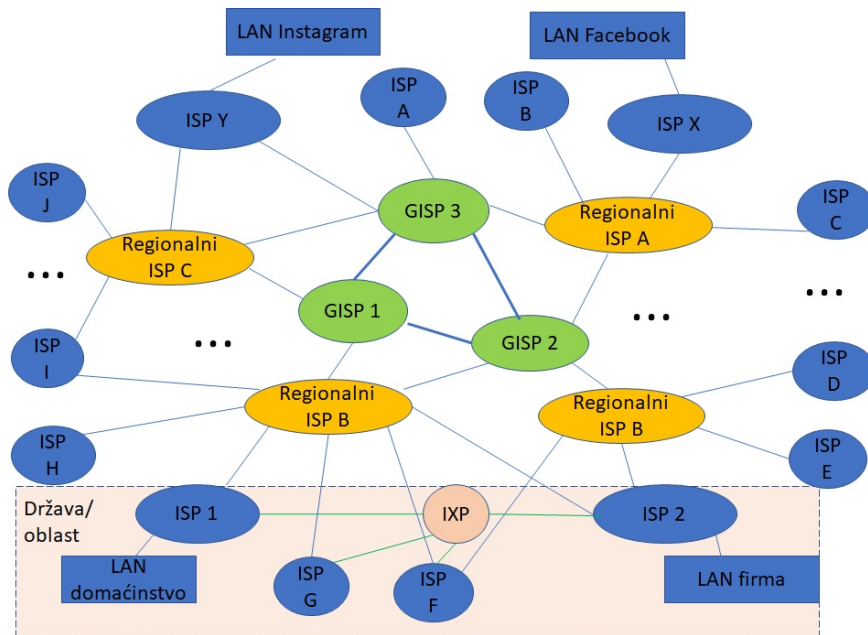 LAN Instagram
LAN Facebook
ISP
A
ISP
B
ISP Y
ISP X
ISP
J
GISP 3
Regionalni
ISP A
ISP
C
Regionalni
ISP C
...
...
GISP 1
...
GISP 2
...
ISP
I
ISP
D
Regionalni
ISP B
Regionalni
ISP B
ISP
H
ISP
E
Država/
oblast
ISP 1
IXP
ISP 2
LAN
domaćinstvo
ISP
G
ISP
F
LAN firma